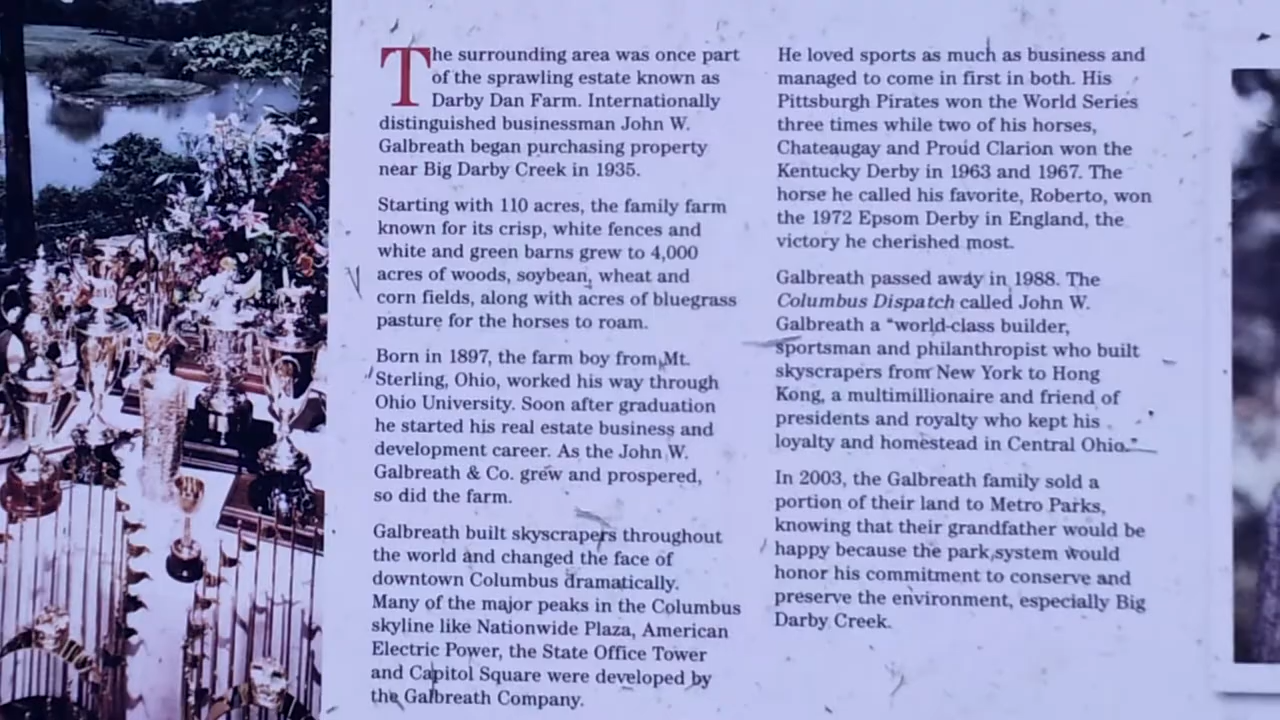 The surrounding area was once part
of the sprawling estate known as
Darby Dan Farm. Internationally
distinguished businessman John W.
Galbreath began purchasing property
near Big Darby Creek in 1935.
Starting with 110 acres, the family farm
known for its crisp, white fences and
white and green barns grew to 4,000
acres of woods, soybean, wheat and
corn fields, along with acres of bluegrass
pasture for the horses to roam.
Born in 1897, the farm boy from Mt.
Sterling, Ohio, worked his way through
Ohio University. Soon after graduation
he started his real estate business and
development career. As the John W.
Galbreath & Co. grew and prospered,
so did the farm.
Galbreath built skyscrapers throughout
the world and changed the face of
downtown Columbus dramatically.
Many of the major peaks in the Columbus
skyline like Nationwide Plaza, American
Electric Power, the State Office Tower
and Capitol Square were developed by
the Galbreath Company.
He loved sports as much as business and
managed to come in first in both. His
Pittsburgh Pirates won the World Series
three times while two of his horses,
Chateaugay and Proud Clarion won the
Kentucky Derby in 1963 and 1967. The
horse he called his favorite, Roberto, won
the 1972 Epsom Derby in England, the
victory he cherished most.
Galbreath passed away in 1988. The
Columbus Dispatch called John W.
Galbreath a "world-class builder,
sportsman and philanthropist who built
skyscrapers from New York to Hong
Kong, a multimillionaire and friend of
presidents and royalty who kept his
loyalty and homestead in Central Ohio."
In 2003, the Galbreath family sold a
portion of their land to Metro Parks,
knowing that their grandfather would be
happy because the park system would
honor his commitment to conserve and
preserve the environment, especially Big
Darby Creek.